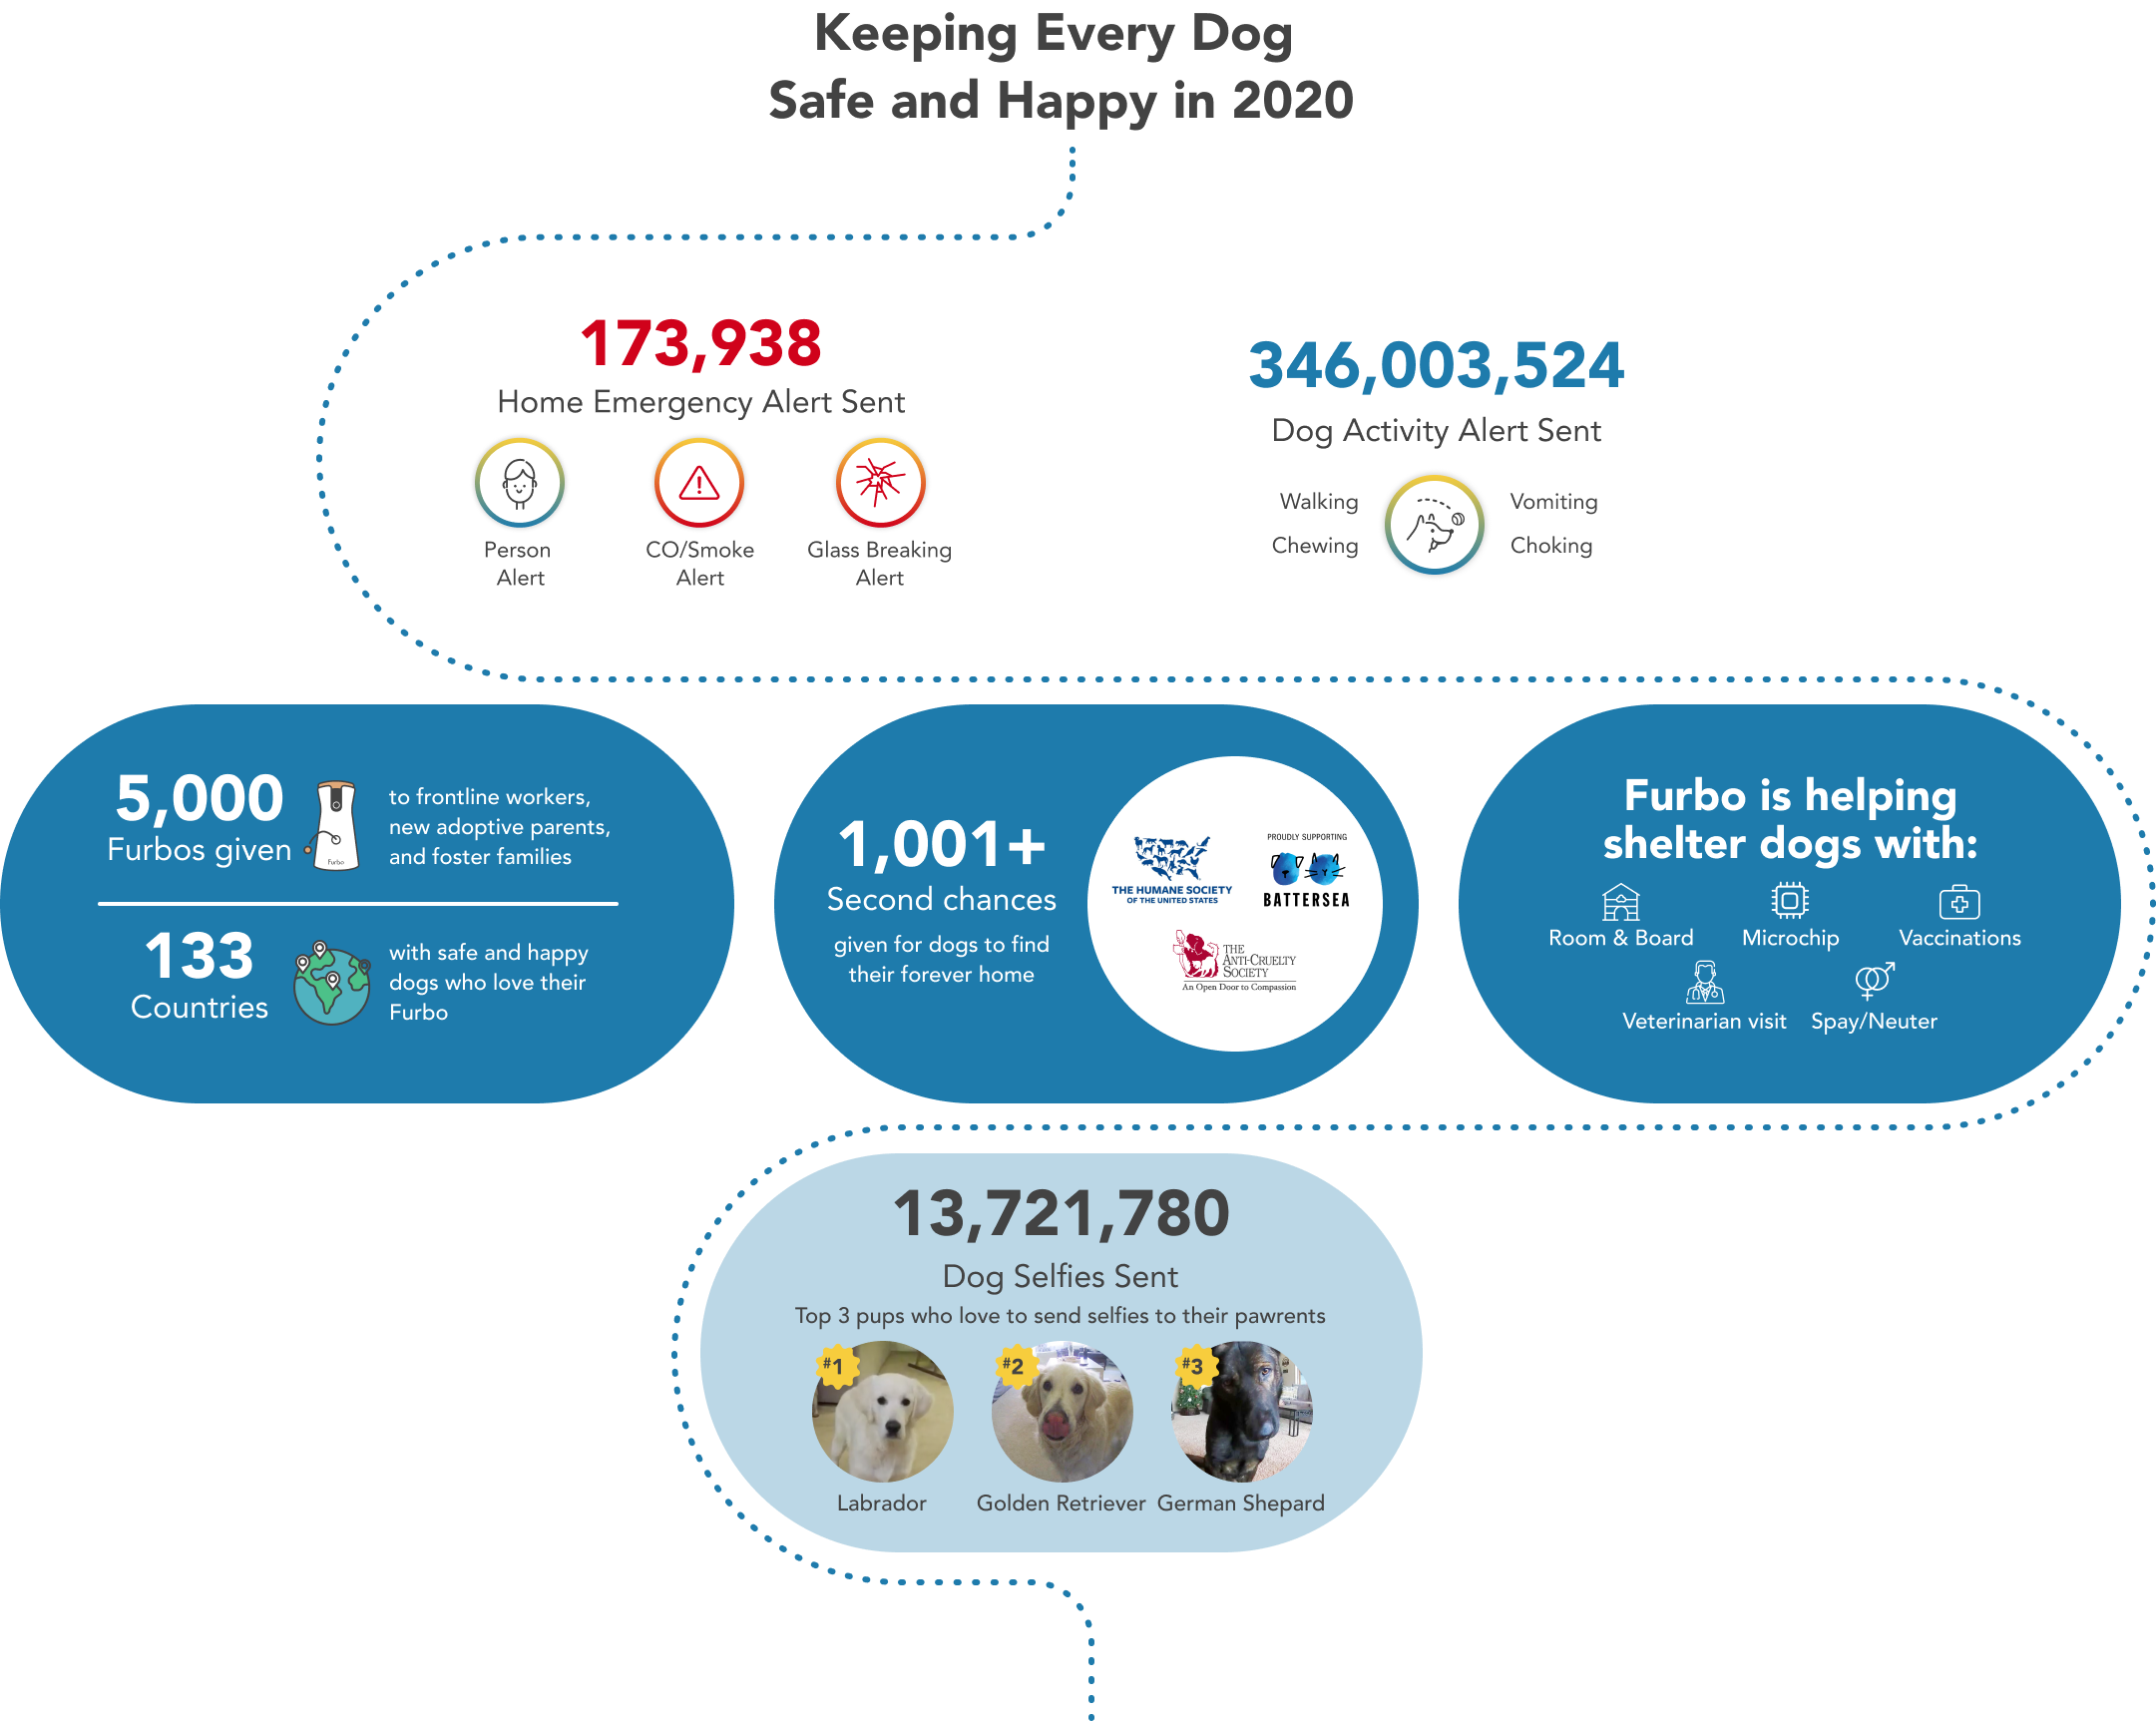 Keeping Every Dog
Safe and Happy in 2020
173,938
Home Emergency Alert Sent
Person
Alert
CO/Smoke
Alert
Glass Breaking
Alert
346,003,524
Dog Activity Alert Sent
Walking
Chewing
Vomiting
Choking
5,000
Furbos given
Furbo
to frontline workers,
new adoptive parents,
and foster families
133
Countries
with safe and happy
dogs who love their
Furbo
1,001+
Second chances
given for dogs to find
their forever home
THE HUMANE SOCIETY
OF THE UNITED STATES
PROUDLY SUPPORTING
BATTERSEA
THE
ANTI-CRUELTY
SOCIETY
An Open Door to Compassion
Furbo is helping
shelter dogs with:
Room & Board
Microchip
Vaccinations
Veterinarian visit
Spay/Neuter
13,721,780
Dog Selfies Sent
Top 3 pups who love to send selfies to their pawrents
#1
Labrador
#2
Golden Retriever
#3
German Shepard